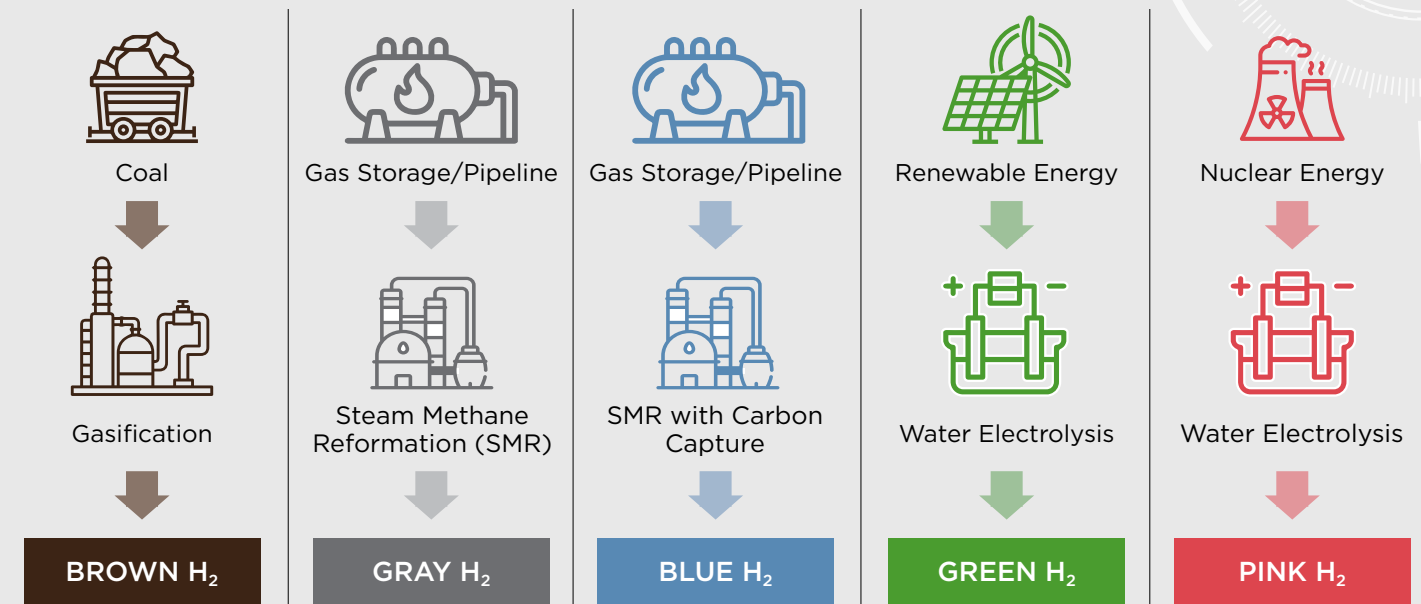 Coal
Gasification
BROWN H₂
Gas Storage/Pipeline
Steam Methane
Reformation (SMR)
GRAY H₂
Gas Storage/Pipeline
SMR with Carbon
Capture
BLUE H₂
Renewable Energy
+ −
Water Electrolysis
GREEN H₂
Nuclear Energy
+ −
Water Electrolysis
PINK H₂